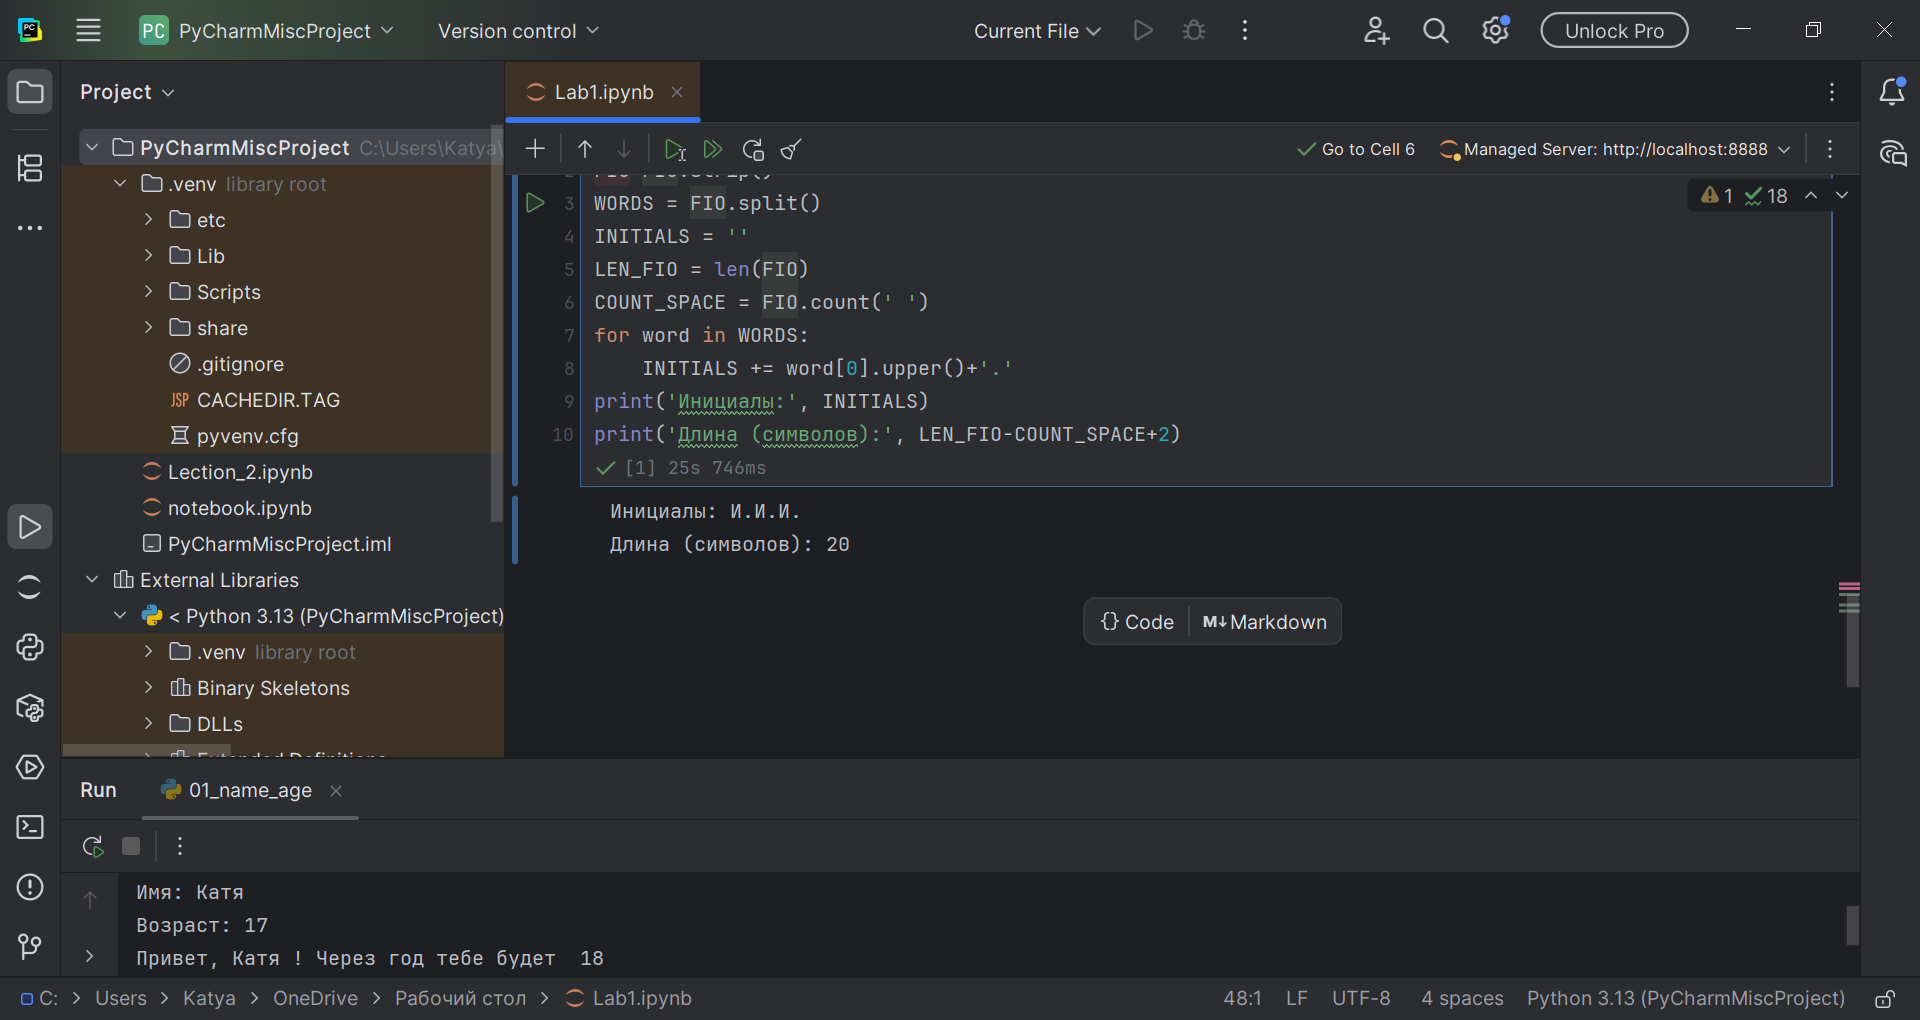 PC PyCharmMiscProject Version control Current File Unlock Pro
Project
Lab1.ipynb
PyCharmMiscProject C:\Users\Katya\
.venv library root
etc
Lib
Scripts
share
.gitignore
JSP CACHEDIR.TAG
pyvenv.cfg
Lection_2.ipynb
notebook.ipynb
PyCharmMiscProject.iml
External Libraries
< Python 3.13 (PyCharmMiscProject)
.venv library root
Binary Skeletons
DLLs
Extended Definitions
Go to Cell 6 Managed Server: http://localhost:8888
1 18
3 WORDS = FIO.split()
4 INITIALS = ''
5 LEN_FIO = len(FIO)
6 COUNT_SPACE = FIO.count(' ')
7 for word in WORDS:
8 INITIALS += word[0].upper()+'.'
9 print('Инициалы:', INITIALS)
10 print('Длина (символов):', LEN_FIO-COUNT_SPACE+2)
[1] 25s 746ms
Инициалы: И.И.И.
Длина (символов): 20
{} Code M↓ Markdown
Run 01_name_age
Имя: Катя
Возраст: 17
Привет, Катя ! Через год тебе будет  18
C: > Users > Katya > OneDrive > Рабочий стол > Lab1.ipynb
48:1 LF UTF-8 4 spaces Python 3.13 (PyCharmMiscProject)